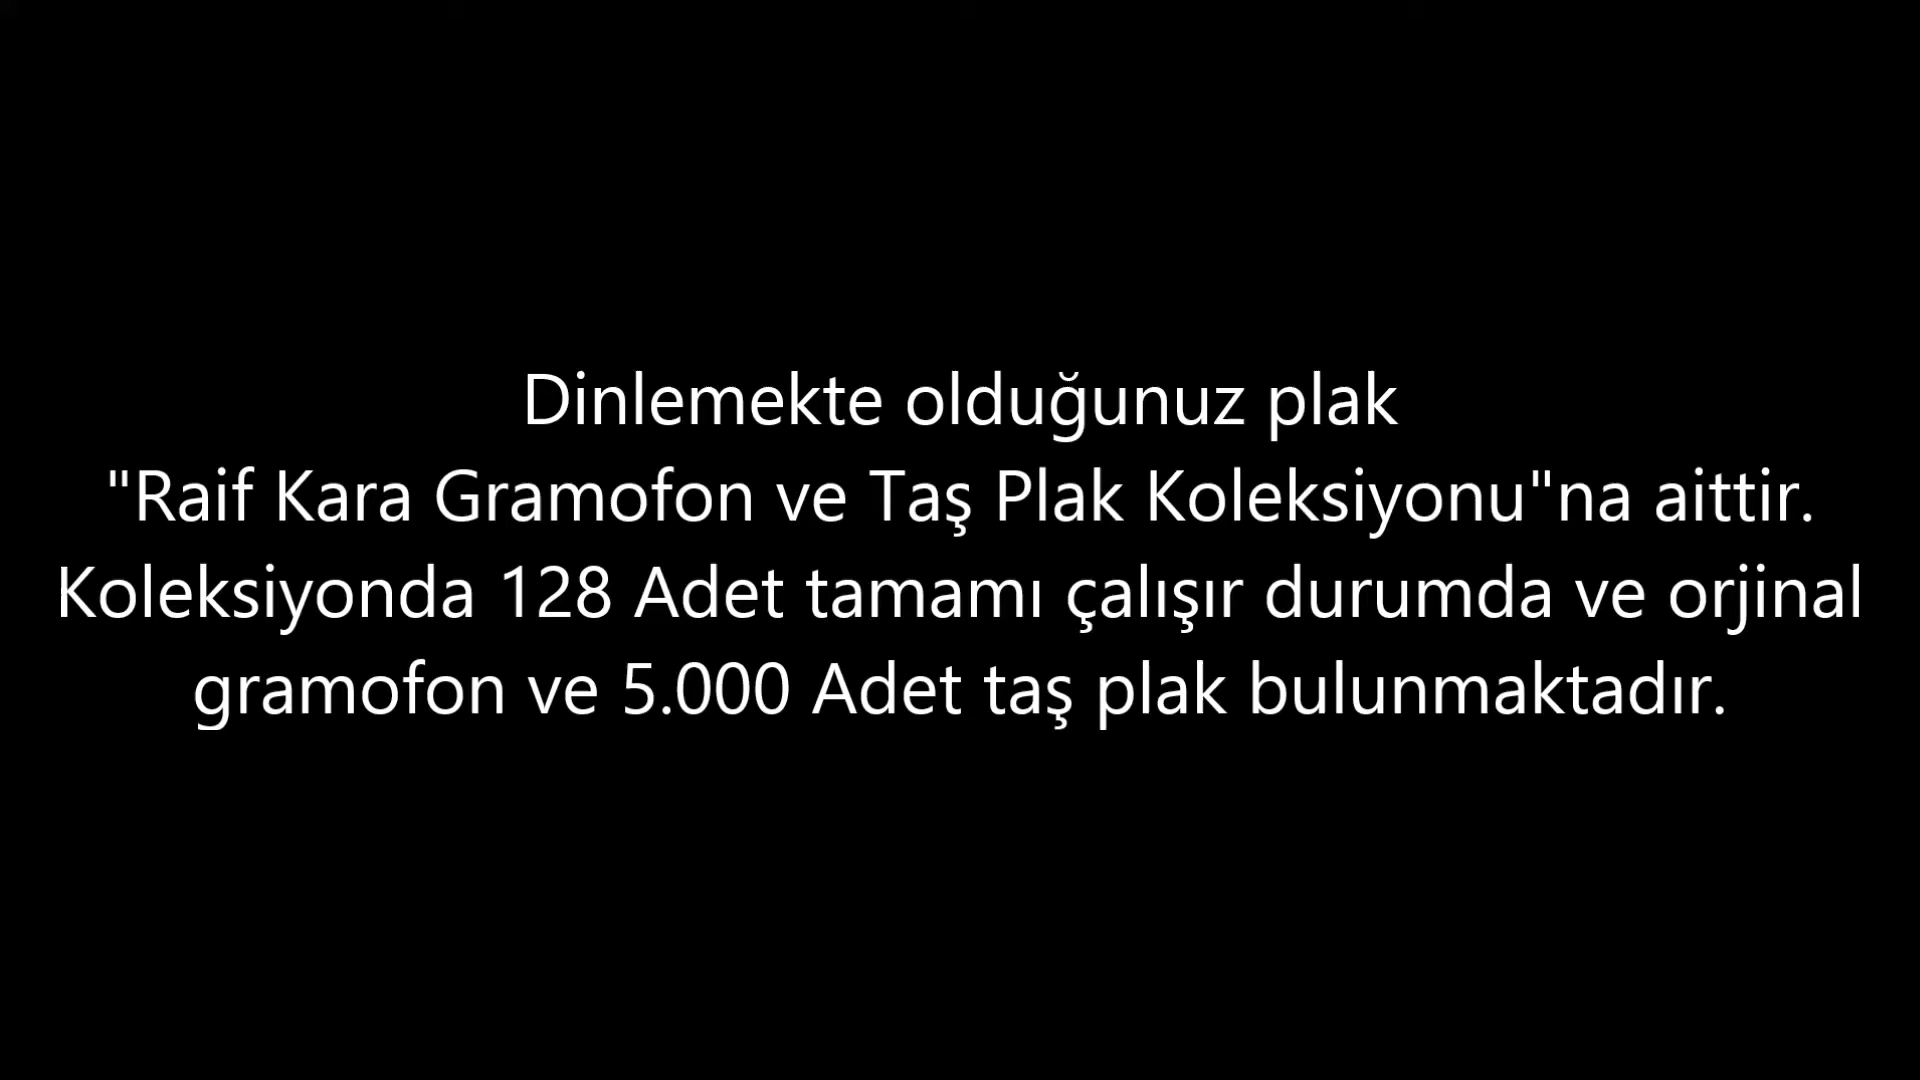 Dinlemekte olduğunuz plak
"Raif Kara Gramofon ve Taş Plak Koleksiyonu"na aittir.
Koleksiyonda 128 Adet tamamı çalışır durumda ve orjinal
gramofon ve 5.000 Adet taş plak bulunmaktadır.